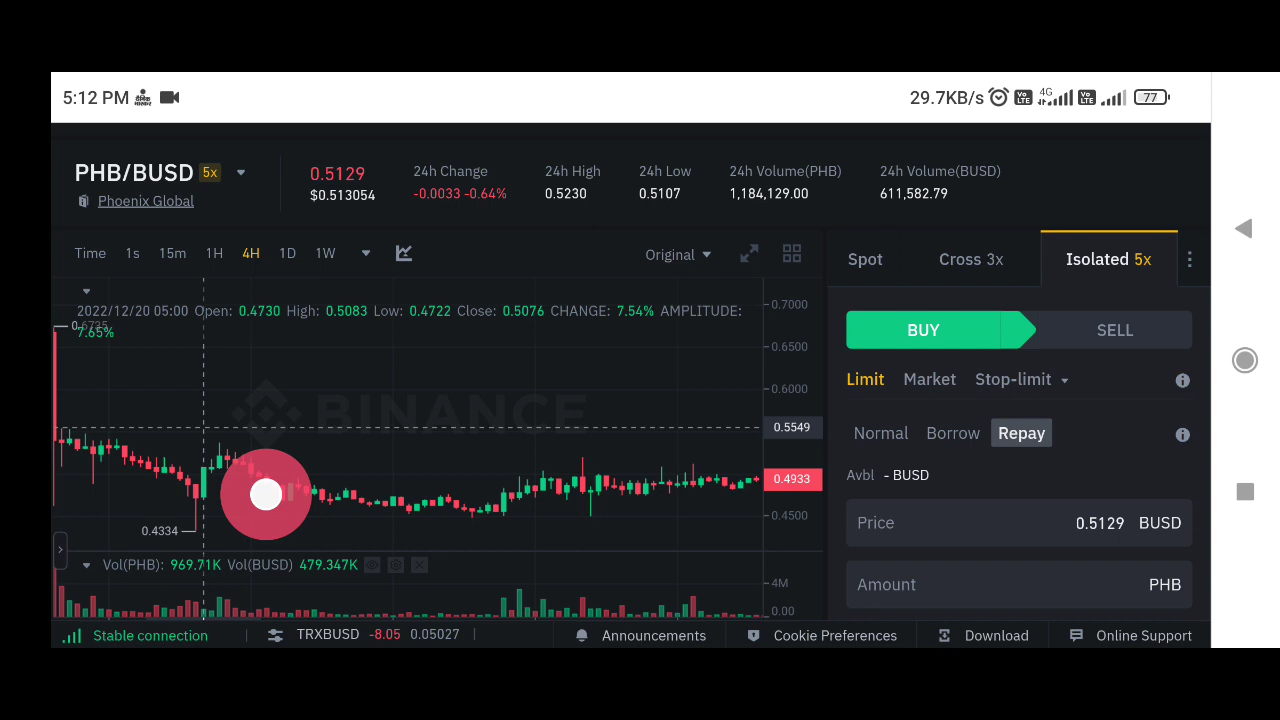 5:12 PM 29.7KB/s Vo LTE 4G Vo LTE 77
PHB/BUSD 5x 0.5129 24h Change 24h High 24h Low 24h Volume(PHB) 24h Volume(BUSD)
Phoenix Global $0.513054 -0.0033 -0.64% 0.5230 0.5107 1,184,129.00 611,582.79
Time 1s 15m 1H 4H 1D 1W Original
2022/12/20 05:00 Open: 0.4730 High: 0.5083 Low: 0.4722 Close: 0.5076 CHANGE: 7.54% AMPLITUDE:
7.65%
0.6735
0.7000
0.6500
0.6000
0.5549
0.4933
0.4500
BINANCE
0.4334
Vol(PHB): 969.71K Vol(BUSD) 479.347K
4M
0.00
Spot Cross 3x Isolated 5x
BUY SELL
Limit Market Stop-limit
Normal Borrow Repay
Avbl - BUSD
Price 0.5129 BUSD
Amount PHB
Stable connection TRXBUSD -8.05 0.05027 Announcements Cookie Preferences Download Online Support